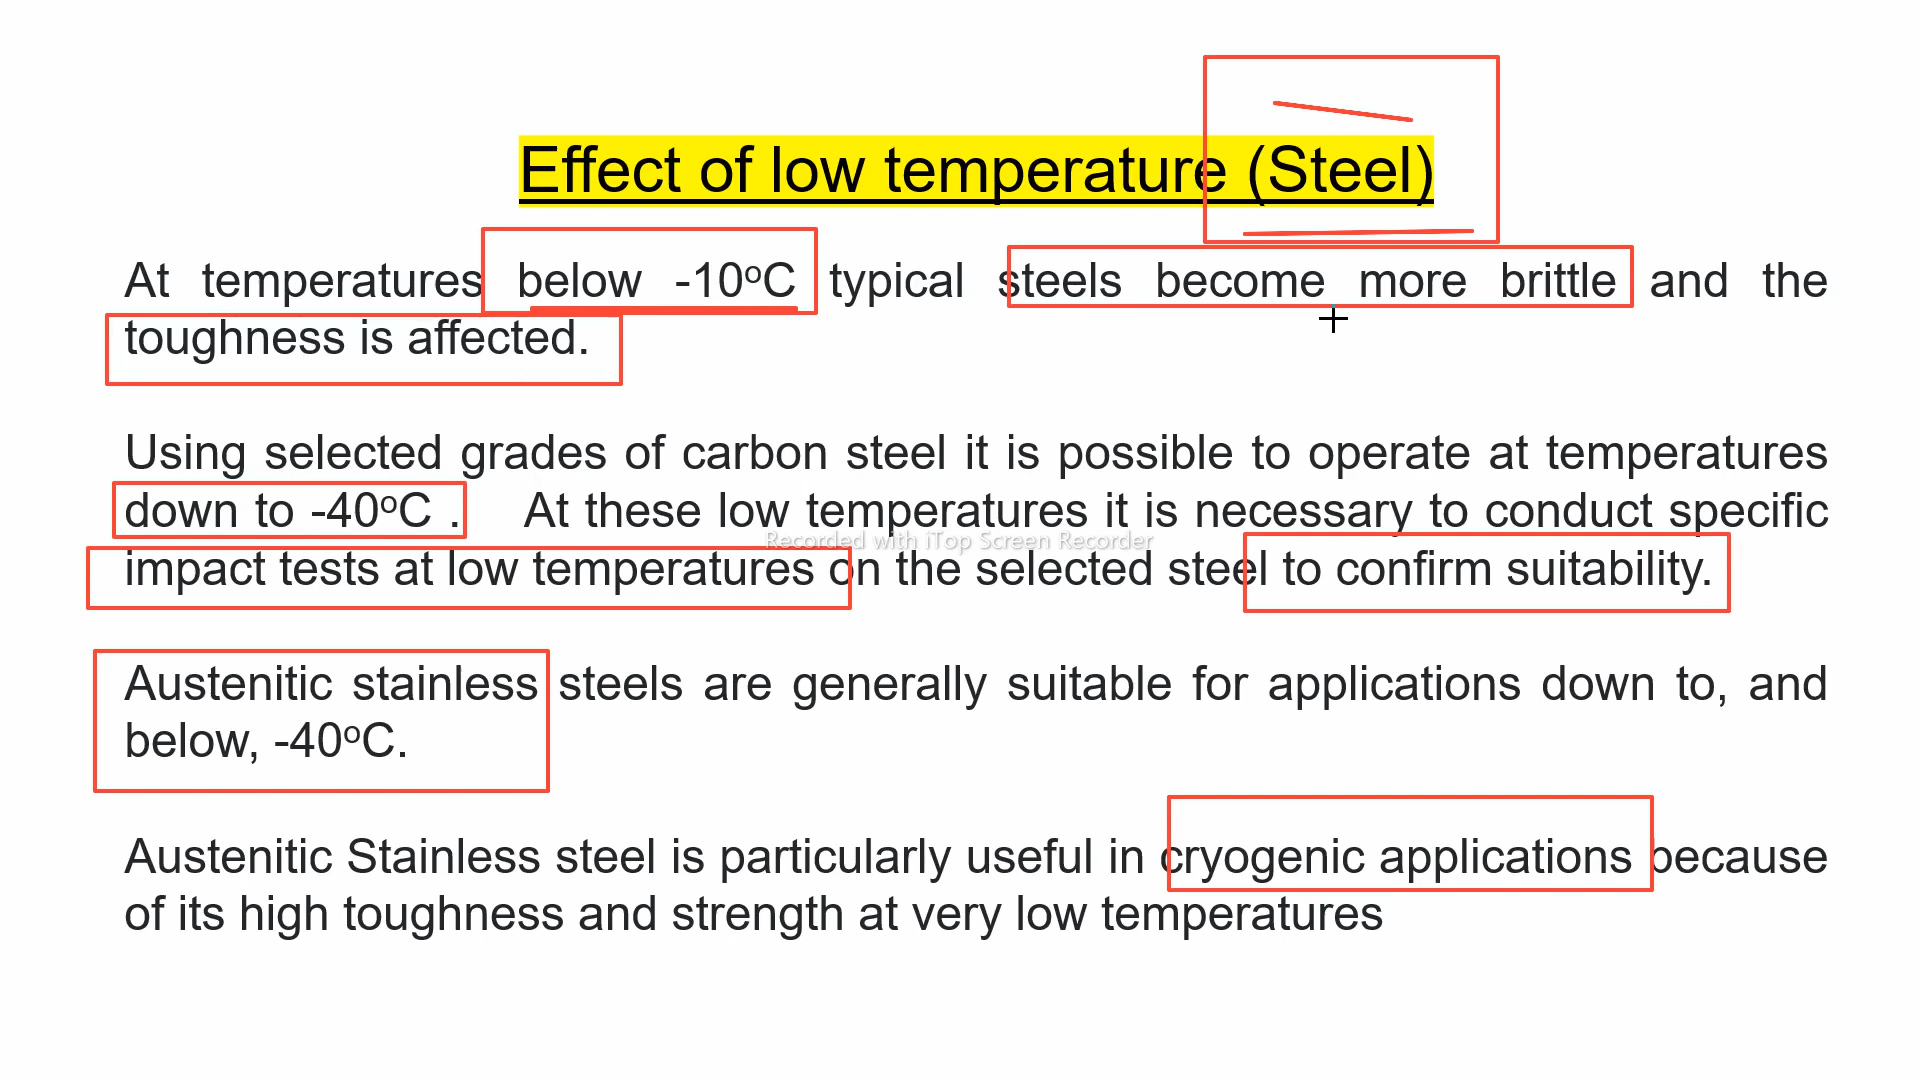 Effect of low temperature (Steel)
At temperatures below -10ºC typical steels become more brittle and the
toughness is affected.
Using selected grades of carbon steel it is possible to operate at temperatures
down to -40ºC . At these low temperatures it is necessary to conduct specific
Recorded with iTop Screen Recorder
impact tests at low temperatures on the selected steel to confirm suitability.
Austenitic stainless steels are generally suitable for applications down to, and
below, -40ºC.
Austenitic Stainless steel is particularly useful in cryogenic applications because
of its high toughness and strength at very low temperatures